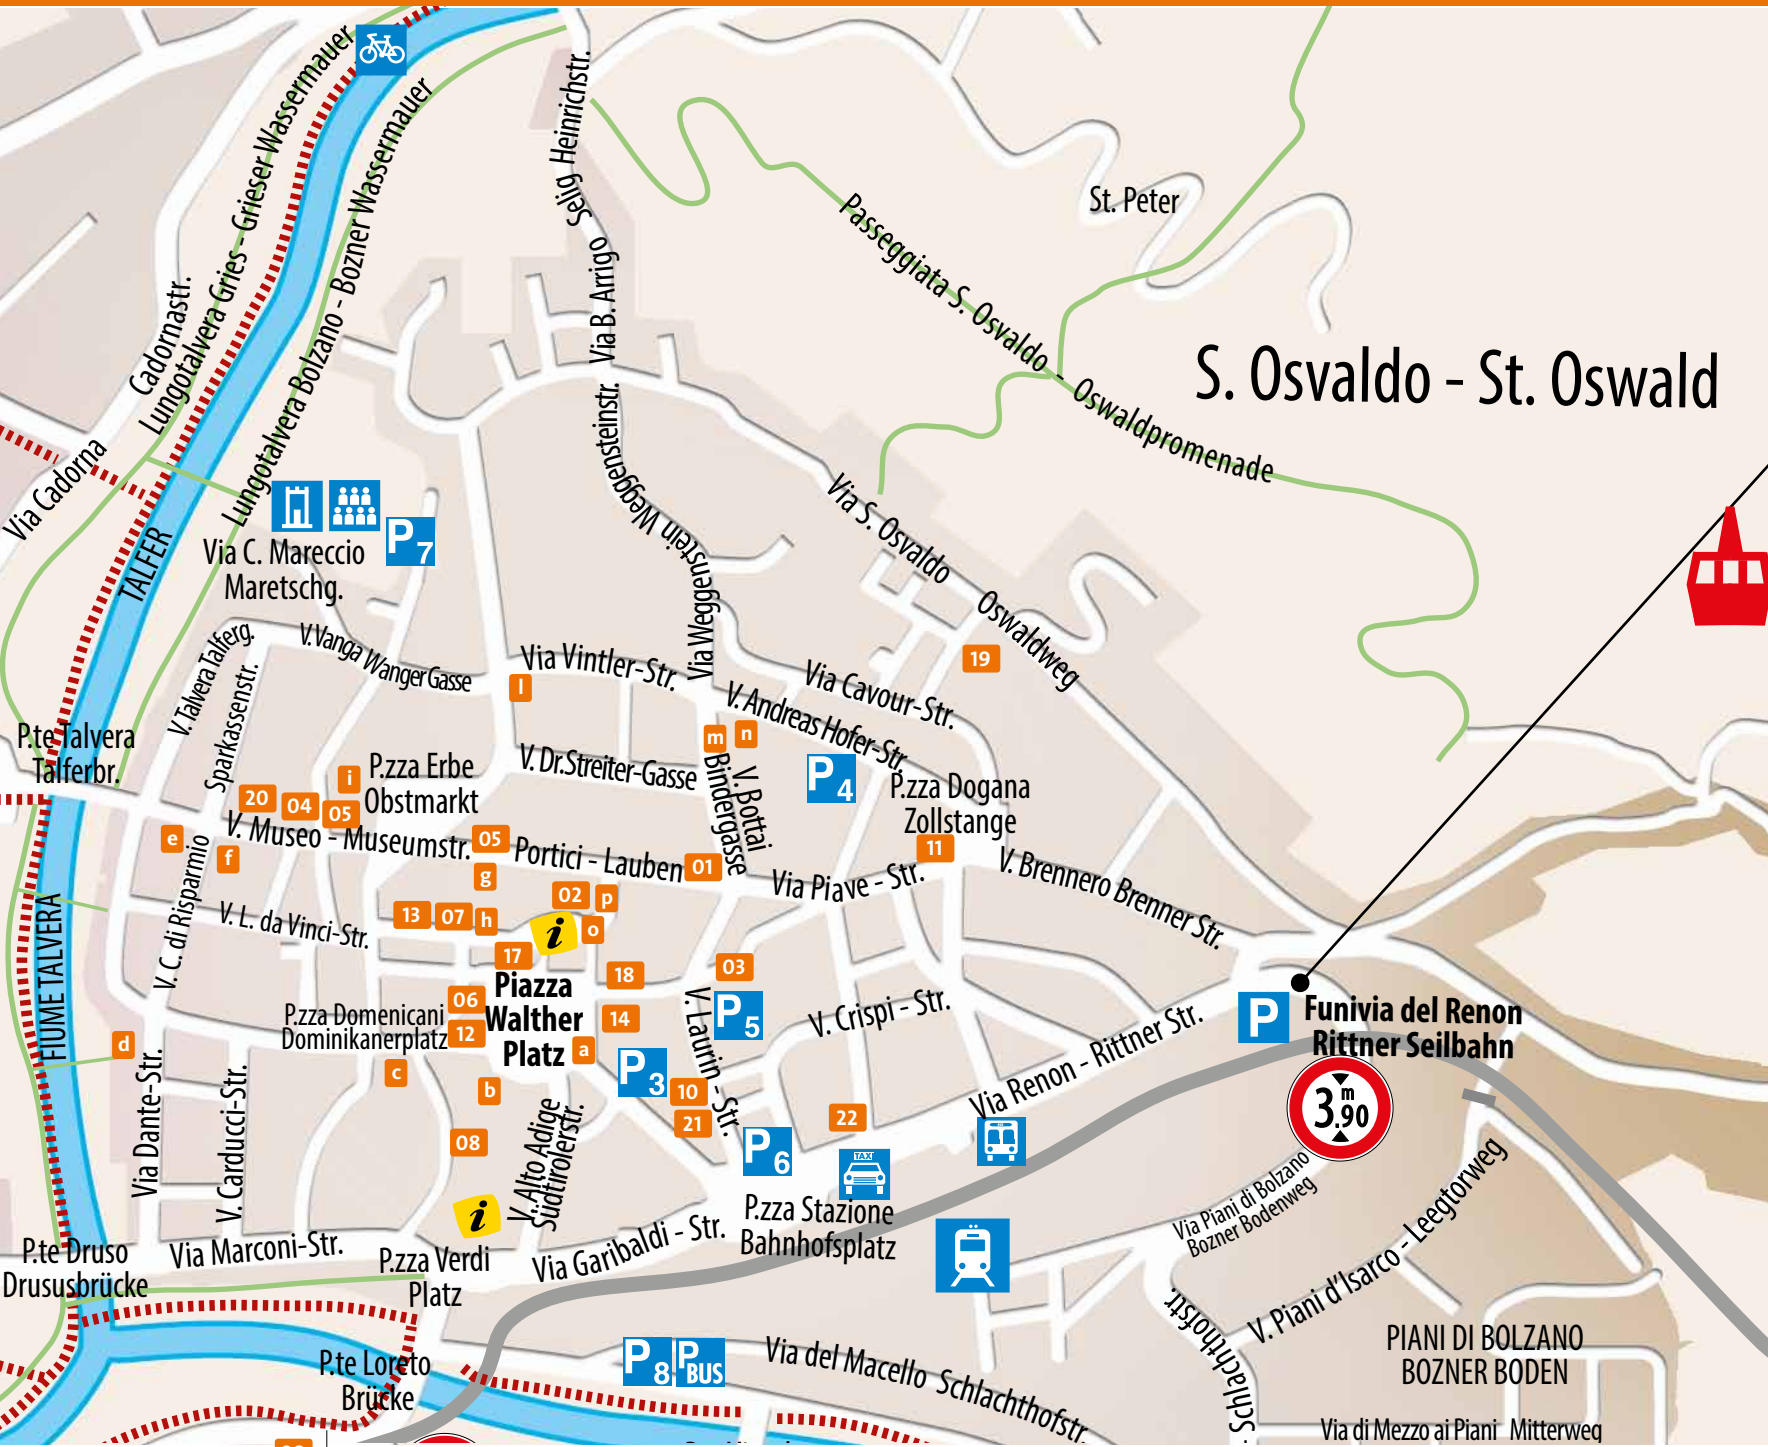 Lungotalvera Gries - Grieser Wassermauer
Lungotalvera Bolzano - Bozner Wassermauer
Selig Heinrichstr.
Via B. Arrigo
St. Peter
Passeggiata S. Osvaldo - Oswaldpromenade
S. Osvaldo - St. Oswald
Cadornastr.
Via Cadorna
TALFER
Weggensteinstr.
Weggenstein
Via Weggenstein
Via S. Osvaldo
Oswaldweg
P 7
Via C. Mareccio
Maretschg.
V. Talvera Talferg.
V.Vanga Wanger Gasse
Sparkassenstr.
Via Vintler-Str.
l
19
Via Cavour-Str.
V. Andreas Hofer-Str.
m
n
P.te Talvera
Talferbr.
P.zza Erbe
Obstmarkt
i
20
04
05
V. Dr.Streiter-Gasse
Bindergasse
V. Bottai
P 4
P.zza Dogana
Zollstange
11
e
f
V. Museo - Museumstr.
05
Portici - Lauben
01
Via Piave - Str.
V. Brennero Brenner Str.
g
02
p
V. C. di Risparmio
V. L. da Vinci-Str.
13
07
h
i
o
17
18
03
FIUME TALVERA
Piazza
Walther
Platz
06
12
14
a
P.zza Domenicani
Dominikanerplatz
V. Laurin - Str.
P 5
V. Crispi - Str.
Via Renon - Rittner Str.
P
Funivia del Renon
Rittner Seilbahn
3.90
m
d
c
b
P 3
10
21
22
Via Dante-Str.
V. Carducci-Str.
08
V. Alto Adige
Südtirolerstr.
P 6
TAXI
P.zza Stazione
Bahnhofsplatz
Via Piani di Bolzano
Bozner Bodenweg
V. Piani d'Isarco - Leegtorweg
i
P.te Druso
Drususbrücke
Via Marconi-Str.
P.zza Verdi
Platz
Via Garibaldi - Str.
P.te Loreto
Brücke
P 8
P BUS
Via del Macello Schlachthofstr.
Schlachthofstr.
PIANI DI BOLZANO
BOZNER BODEN
Via di Mezzo ai Piani Mitterweg